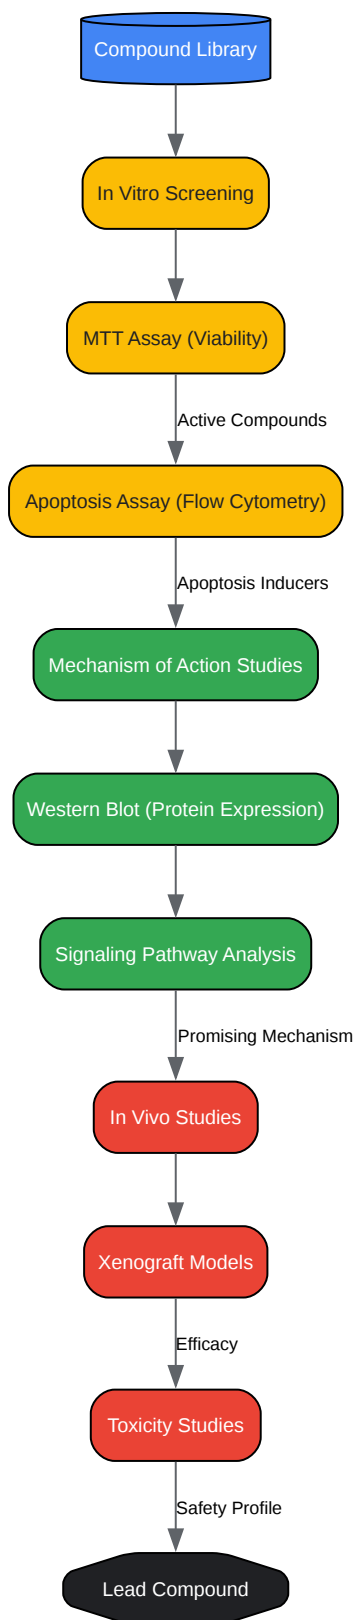 Compound Library
In Vitro Screening
MTT Assay (Viability)
Active Compounds
Apoptosis Assay (Flow Cytometry)
Apoptosis Inducers
Mechanism of Action Studies
Western Blot (Protein Expression)
Signaling Pathway Analysis
Promising Mechanism
In Vivo Studies
Xenograft Models
Efficacy
Toxicity Studies
Safety Profile
Lead Compound